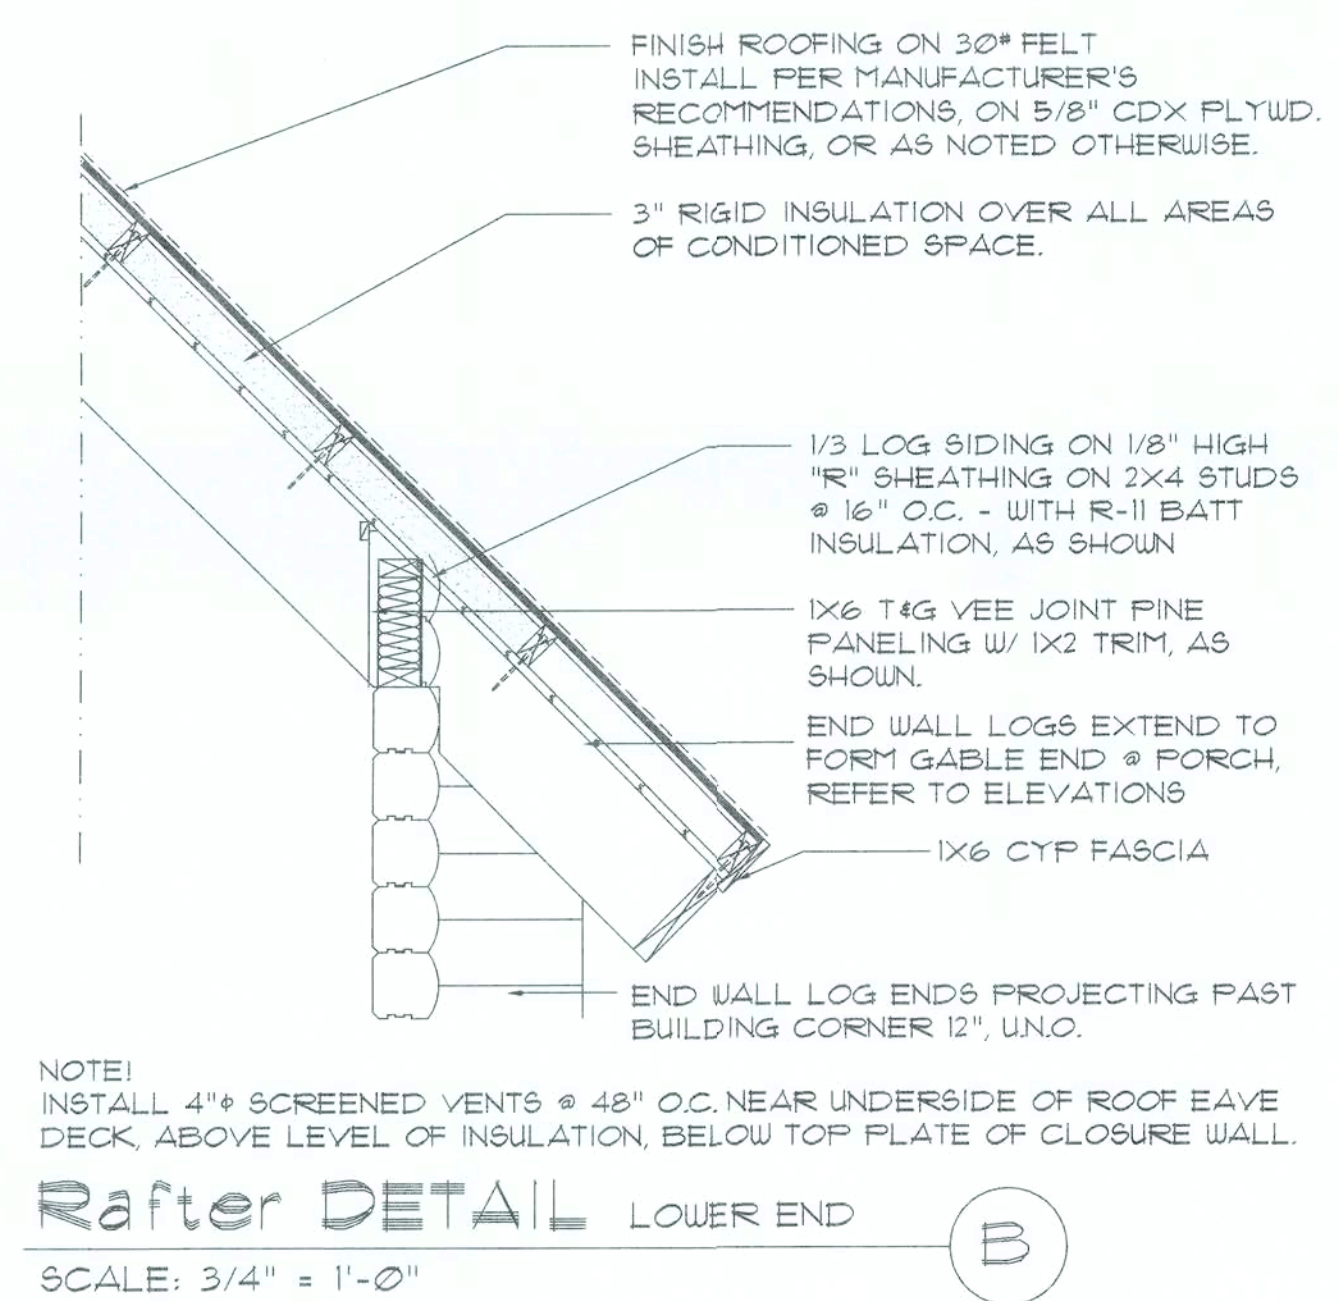 FINISH ROOFING ON 30# FELT
INSTALL PER MANUFACTURER'S
RECOMMENDATIONS, ON 5/8" CDX PLYWD.
SHEATHING, OR AS NOTED OTHERWISE.
3" RIGID INSULATION OVER ALL AREAS
OF CONDITIONED SPACE.
1/3 LOG SIDING ON 1/8" HIGH
"R" SHEATHING ON 2X4 STUDS
@ 16" O.C. - WITH R-11 BATT
INSULATION, AS SHOWN
1X6 T&G VEE JOINT PINE
PANELING W/ 1X2 TRIM, AS
SHOWN.
END WALL LOGS EXTEND TO
FORM GABLE END @ PORCH,
REFER TO ELEVATIONS
1X6 CYP FASCIA
END WALL LOG ENDS PROJECTING PAST
BUILDING CORNER 12", U.N.O.
NOTE!
INSTALL 4"ϕ SCREENED VENTS @ 48" O.C. NEAR UNDERSIDE OF ROOF EAVE
DECK, ABOVE LEVEL OF INSULATION, BELOW TOP PLATE OF CLOSURE WALL.
Rafter DETAIL LOWER END
B
SCALE: 3/4" = 1'-0"